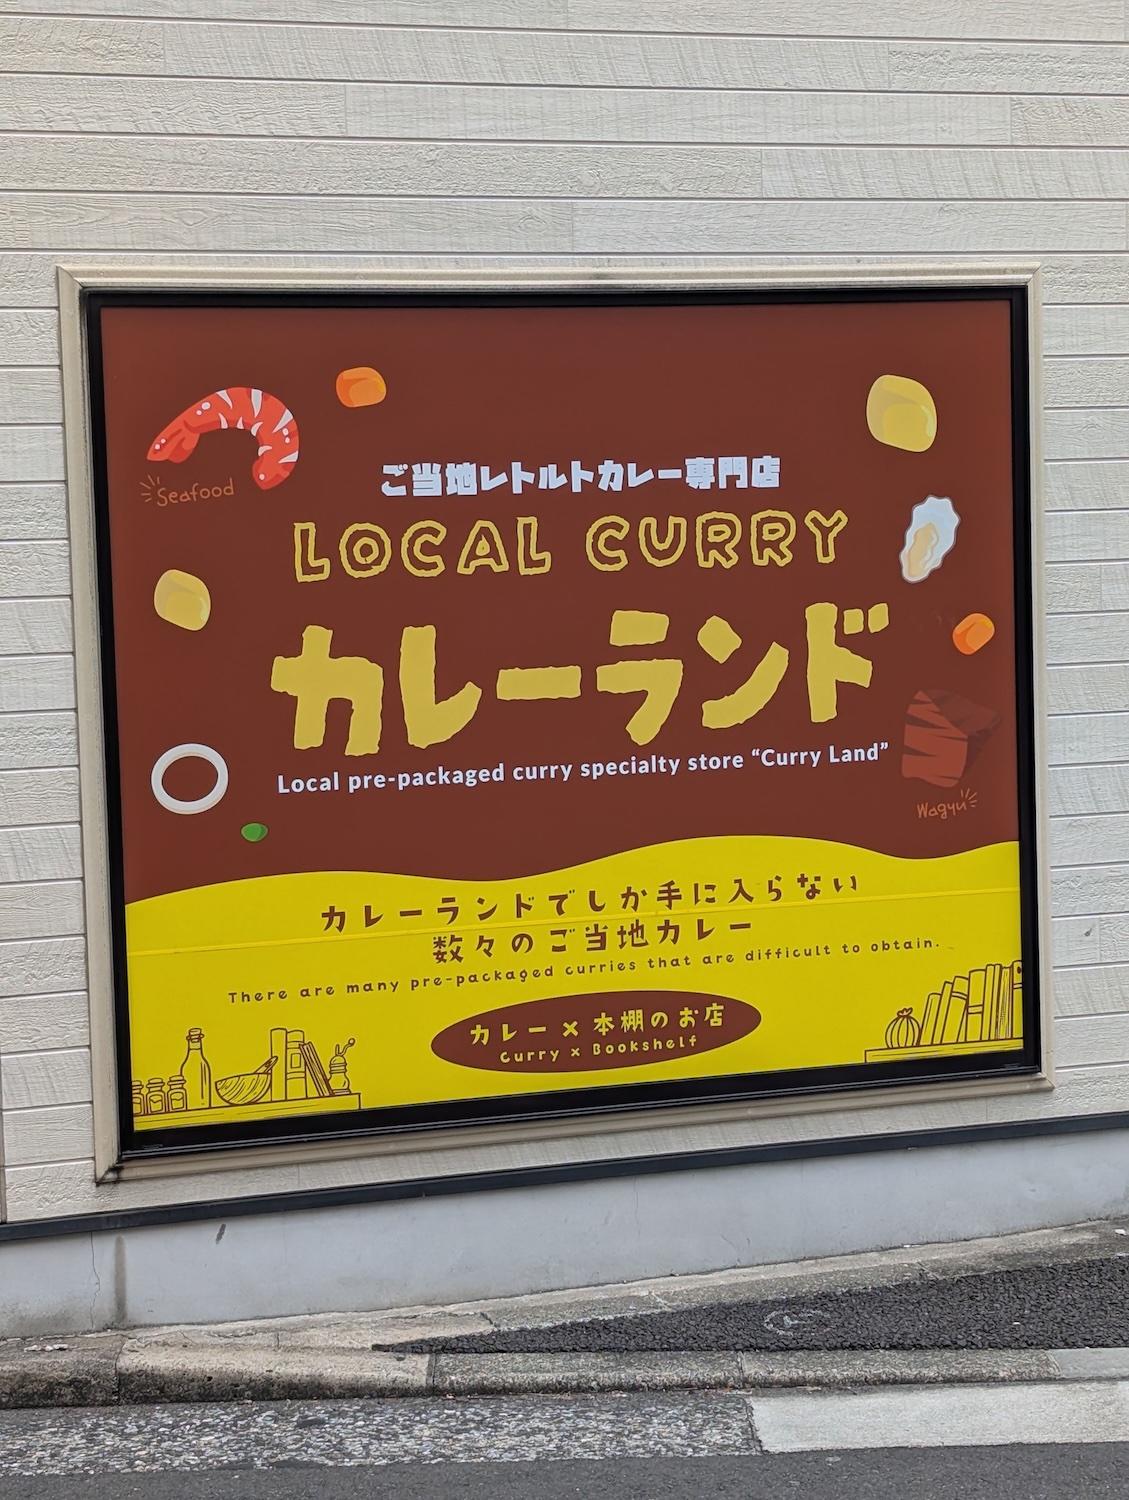 ご当地レトルトカレー専門店
LOCAL CURRY
カレーランド
Local pre-packaged curry specialty store “Curry Land”
Seafood
Wagyu
カレーランドでしか手に入らない
数々のご当地カレー
There are many pre-packaged curries that are difficult to obtain.
カレー×本棚のお店
Curry × Bookshelf